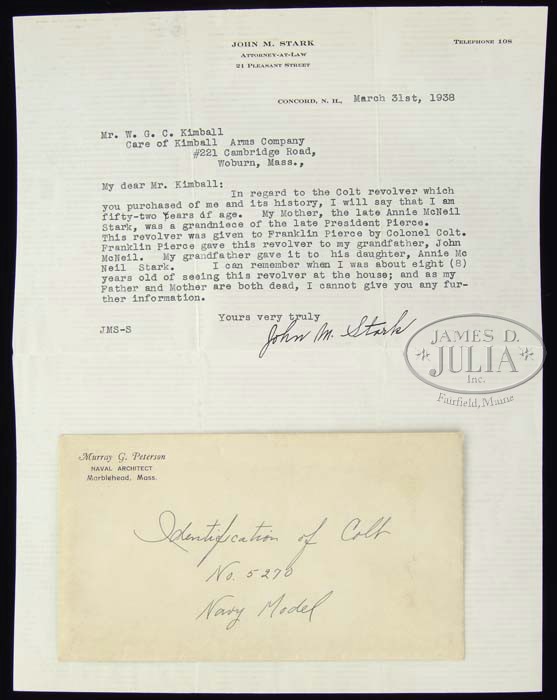 JOHN M. STARK
ATTORNEY-AT-LAW
21 PLEASANT STREET
TELEPHONE 108
CONCORD, N. H., March 31st, 1938
Mr. W. G. C. Kimball
Care of Kimball Arms Company
#221 Cambridge Road,
Woburn, Mass.,
My dear Mr. Kimball:
In regard to the Colt revolver which
you purchased of me and its history, I will say that I am
fifty-two years of age. My Mother, the late Annie McNeil
Stark, was a grandniece of the late President Pierce.
This revolver was given to Franklin Pierce by Colonel Colt.
Franklin Pierce gave this revolver to my grandfather, John
McNeil. My grandfather gave it to his daughter, Annie Mc
Neil Stark. I can remember when I was about eight (8)
years old of seeing this revolver at the house; and as my
Father and Mother are both dead, I cannot give you any fur-
ther information.
Yours very truly
JMS-S
John M. Stark
JAMES D.
JULIA
Inc.
Fairfield, Maine
Murray G. Peterson
NAVAL ARCHITECT
Marblehead, Mass.
Identification of Colt
No. 5270
Navy Model